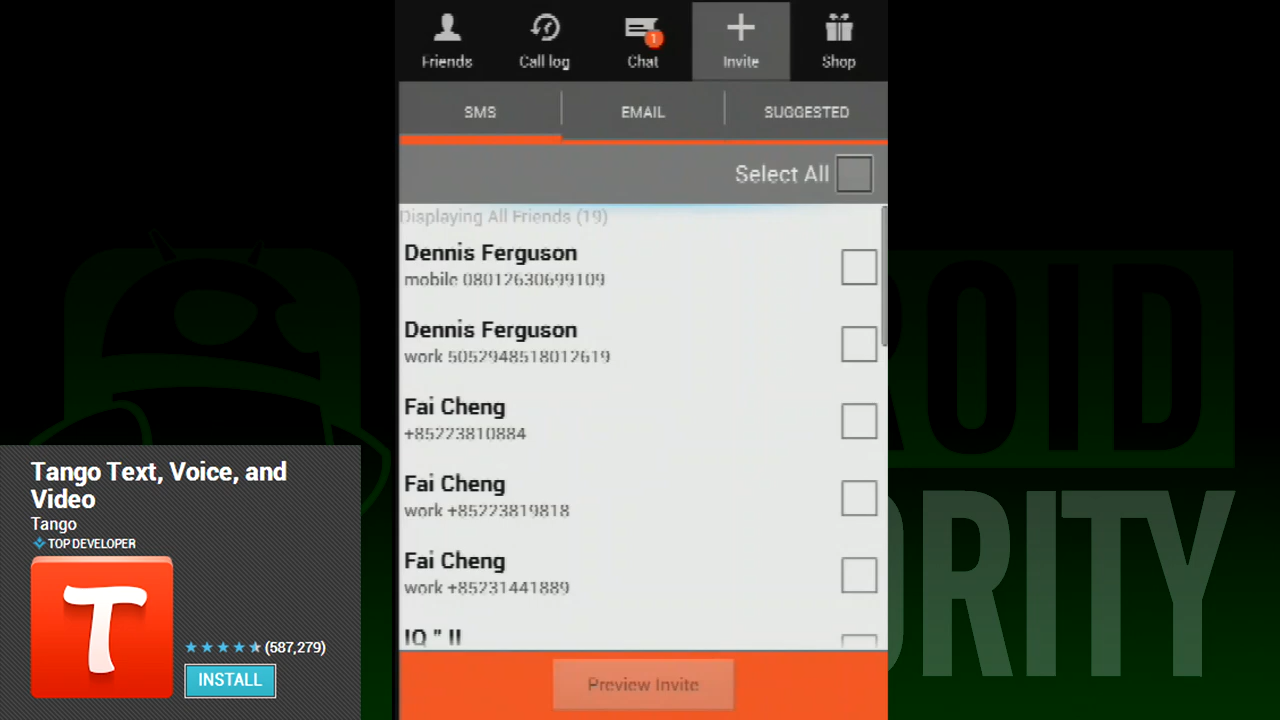 Friends
Call log
Chat
1
Invite
Shop
SMS
EMAIL
SUGGESTED
Select All
Displaying All Friends (19)
Dennis Ferguson
mobile 08012630699109
Dennis Ferguson
work 5052948518012619
Fai Cheng
+85223810884
Fai Cheng
work +85223819818
Fai Cheng
work +85231441889
IQ " II
Preview Invite
Tango Text, Voice, and
Video
Tango
TOP DEVELOPER
T
(587,279)
INSTALL
ROID
ORITY